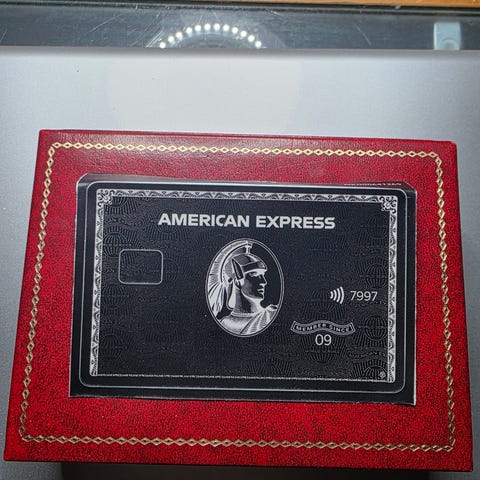 AMERICAN EXPRESS
7997
MEMBER SINCE
09